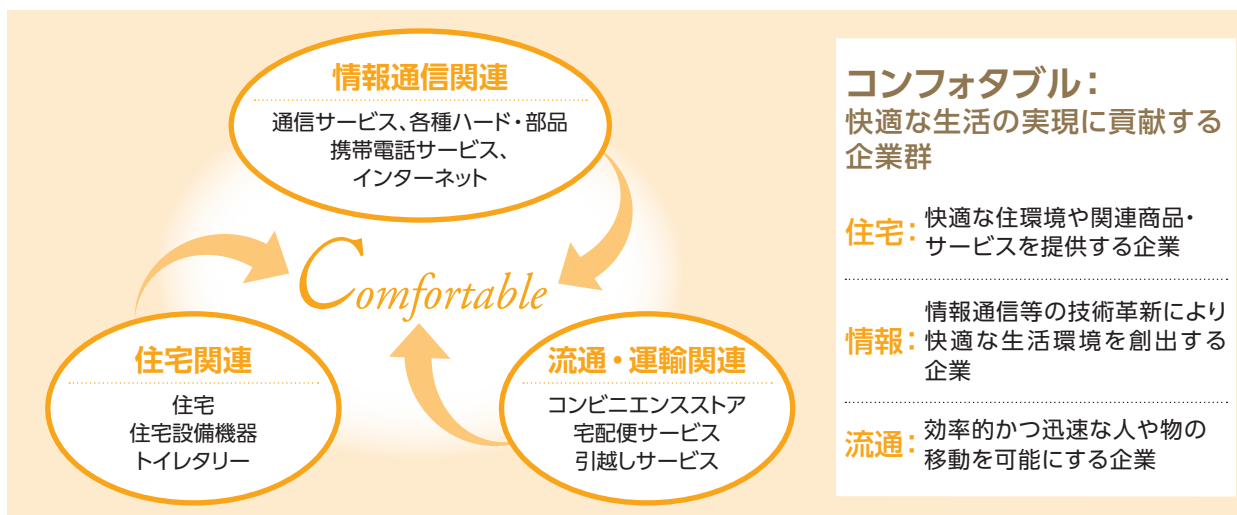 情報通信関連
通信サービス、各種ハード・部品
携帯電話サービス、
インターネット
Comfortable
住宅関連
住宅
住宅設備機器
トイレタリー
流通・運輸関連
コンビニエンスストア
宅配便サービス
引越しサービス
コンフォタブル：
快適な生活の実現に貢献する
企業群
住宅：快適な住環境や関連商品・
サービスを提供する企業
情報通信等の技術革新により
情報：快適な生活環境を創出する
企業
流通：効率的かつ迅速な人や物の
移動を可能にする企業